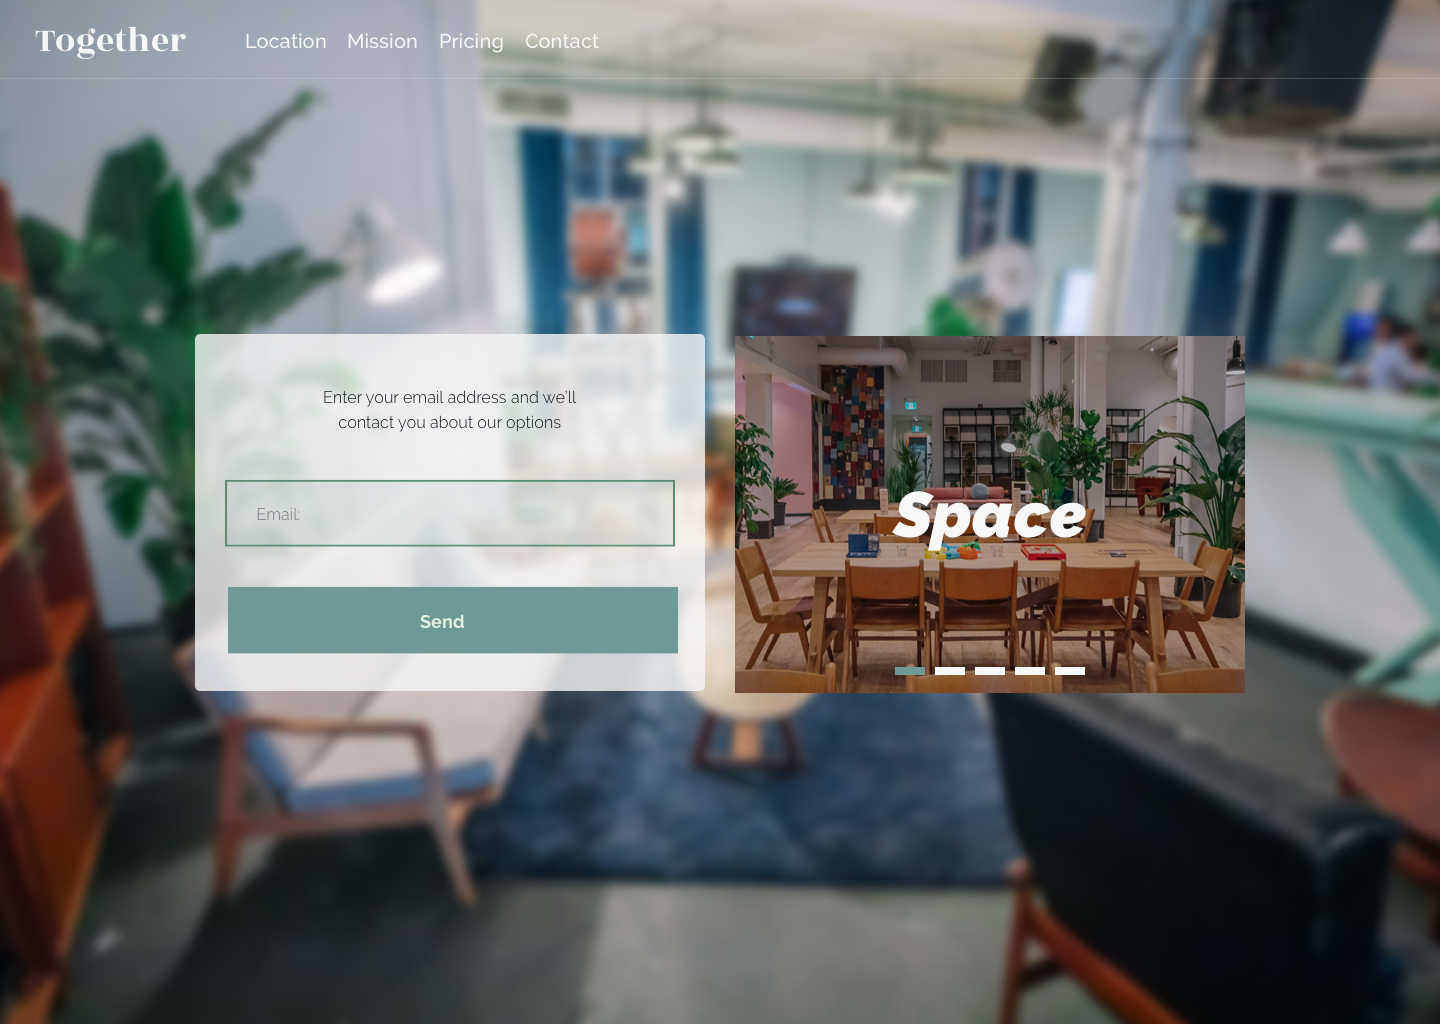 Together
Location Mission Pricing Contact
Enter your email address and we'll
contact you about our options
Email:
Send
Space